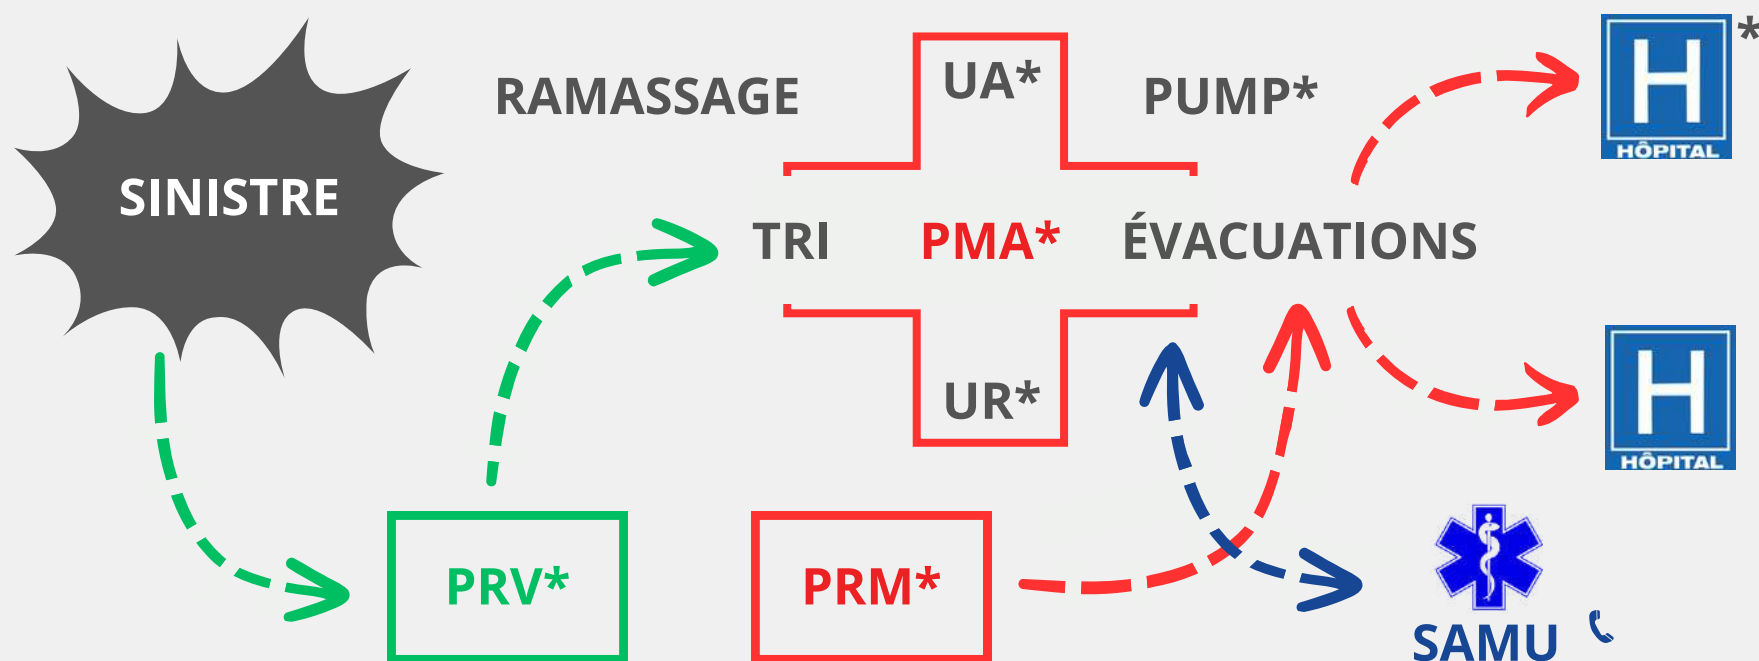 SINISTRE
RAMASSAGE
UA*
PUMP*
H
HÔPITAL
*
TRI
PMA*
ÉVACUATIONS
UR*
H
HÔPITAL
PRV*
PRM*
SAMU